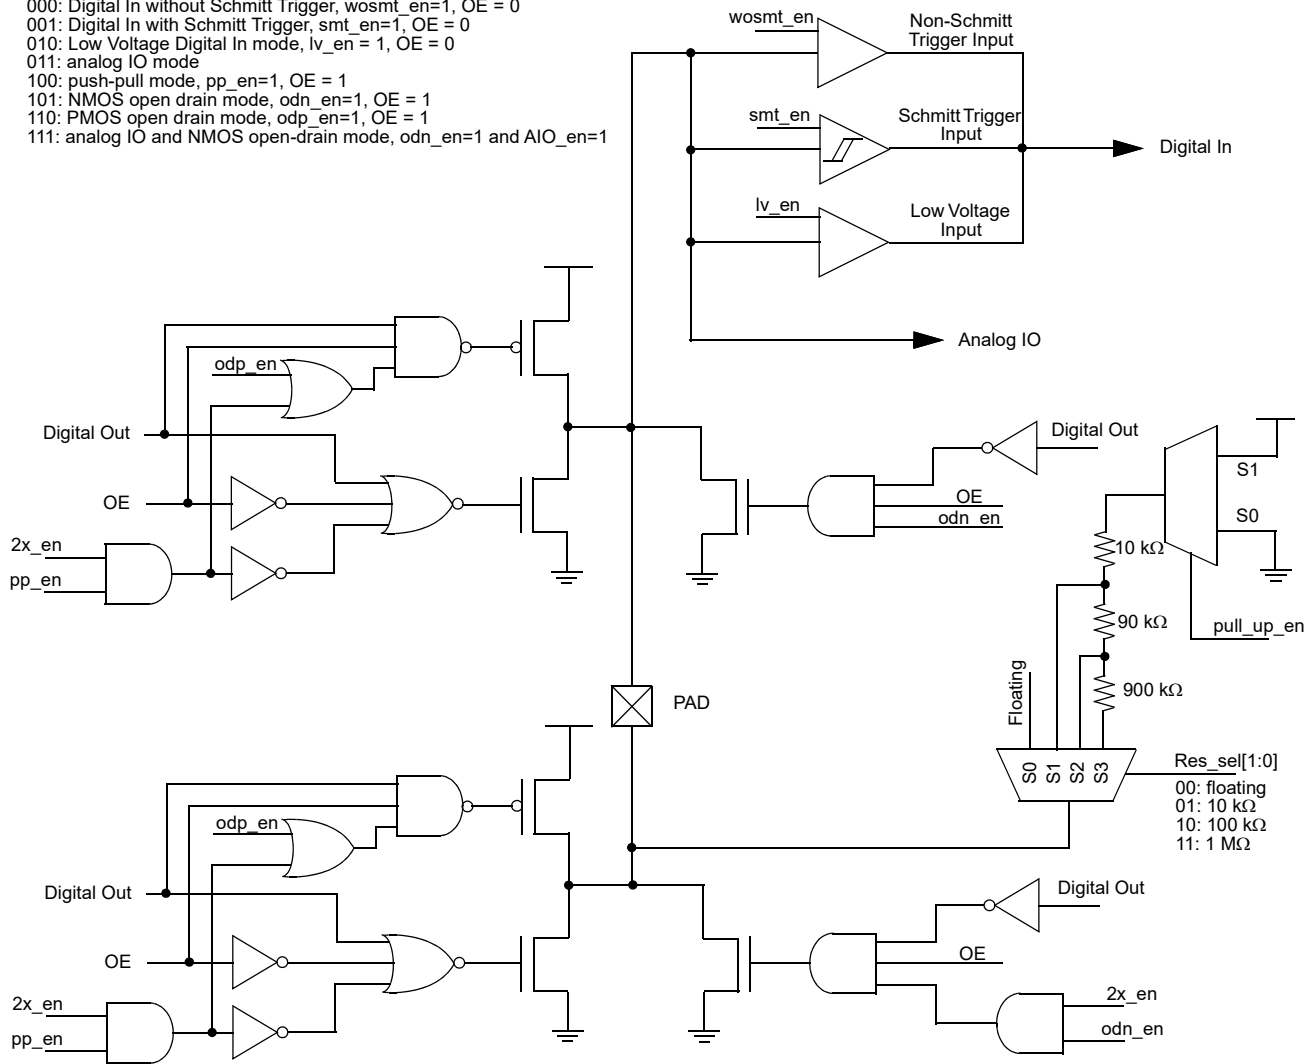 000: Digital In without Schmitt Trigger, wosmt_en=1, OE = 0
001: Digital In with Schmitt Trigger, smt_en=1, OE = 0
010: Low Voltage Digital In mode, lv_en = 1, OE = 0
011: analog IO mode
100: push-pull mode, pp_en=1, OE = 1
101: NMOS open drain mode, odn_en=1, OE = 1
110: PMOS open drain mode, odp_en=1, OE = 1
111: analog IO and NMOS open-drain mode, odn_en=1 and AIO_en=1
wosmt_en
Non-Schmitt
Trigger Input
smt_en
Schmitt Trigger
Input
Digital In
lv_en
Low Voltage
Input
Analog IO
odp_en
Digital Out
OE
2x_en
pp_en
Digital Out
OE
odn_en
S1
S0
10 kΩ
90 kΩ
pull_up_en
900 kΩ
Floating
PAD
S0
S1
S2
S3
Res_sel[1:0]
00: floating
01: 10 kΩ
10: 100 kΩ
11: 1 MΩ
odp_en
Digital Out
OE
2x_en
pp_en
Digital Out
OE
2x_en
odn_en